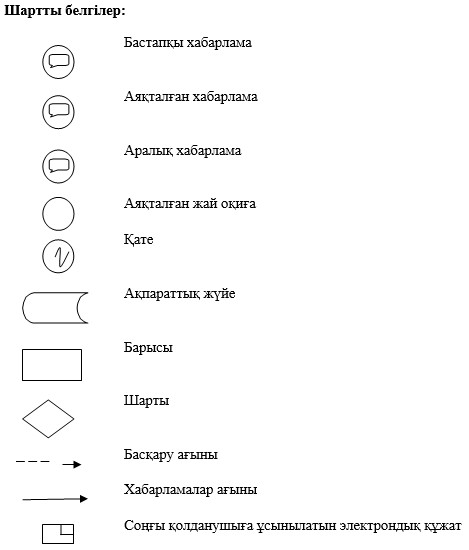 Шартты белгілер:
Бастапқы хабарлама
Аяқталған хабарлама
Аралық хабарлама
Аяқталған жай оқиға
Қате
Ақпараттық жүйе
Барысы
Шарты
Басқару ағыны
Хабарламалар ағыны
Соңғы қолданушыға ұсынылатын электрондық құжат